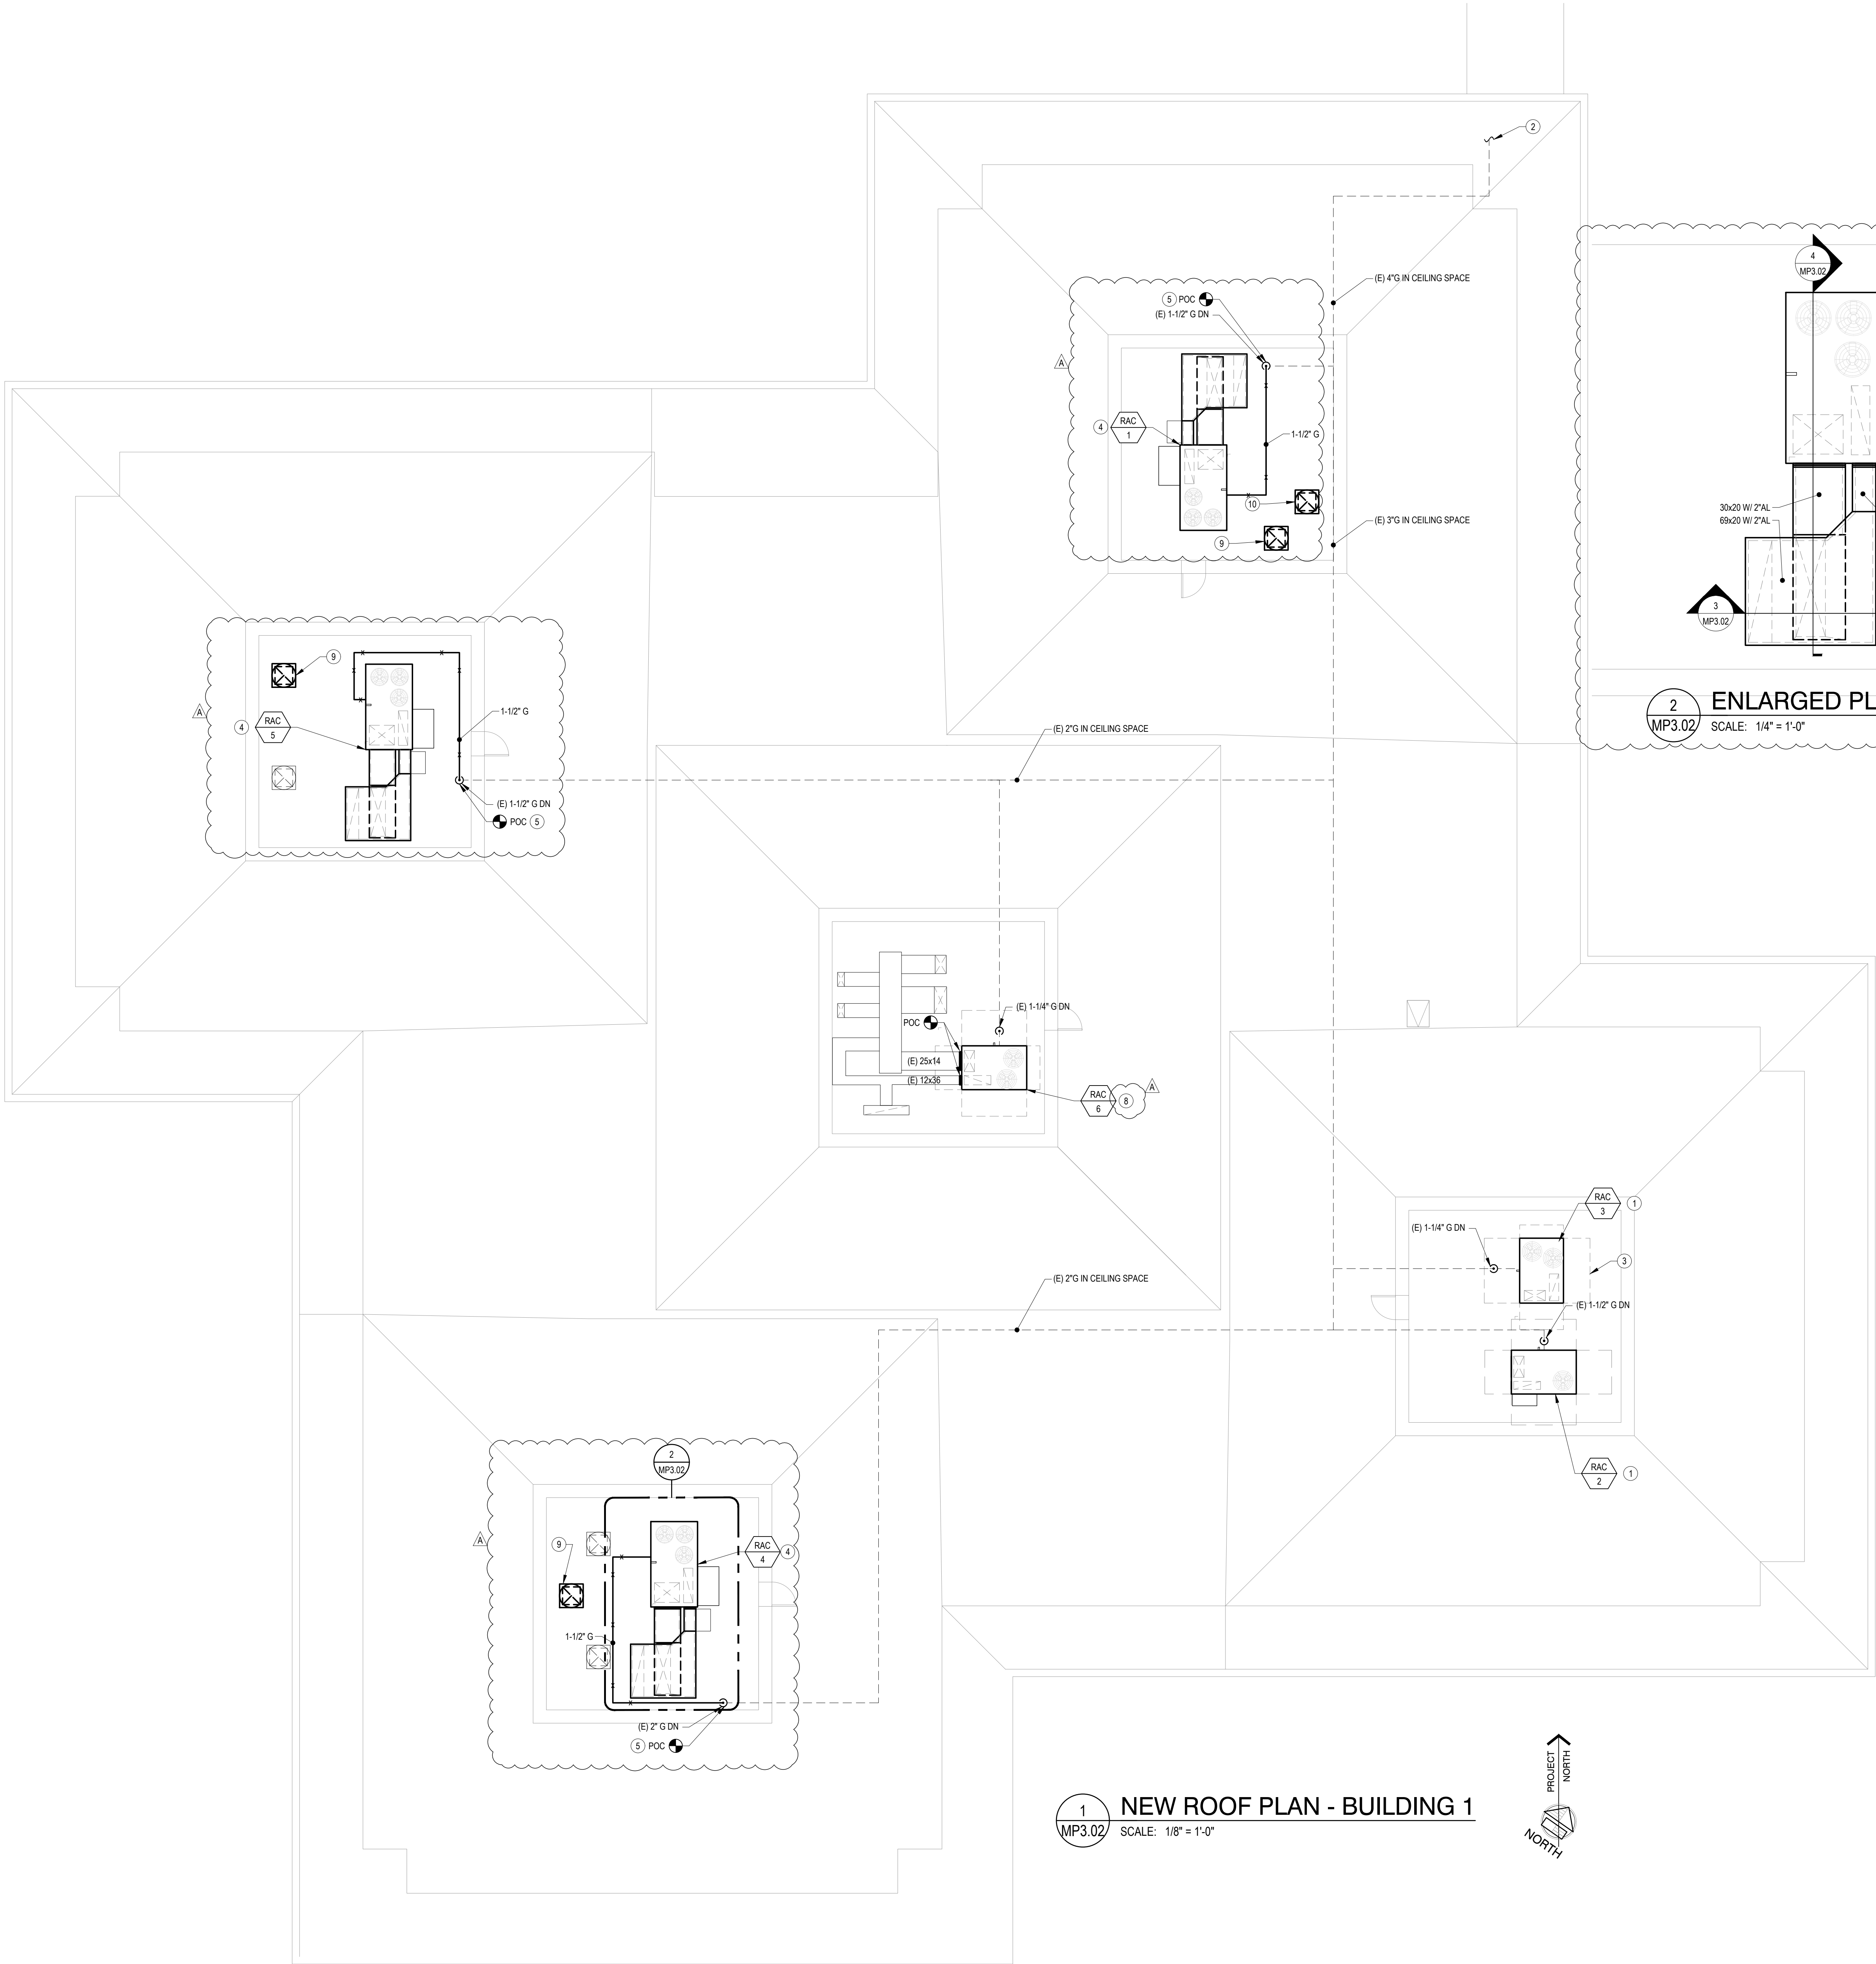 2
(E) 4"G IN CEILING SPACE
4
MP3.02
5 POC
(E) 1-1/2" G DN
A
RAC
1
4
1-1/2" G
10
9
(E) 3"G IN CEILING SPACE
30x20 W/ 2"AL
69x20 W/ 2"AL
3
MP3.02
2
MP3.02
ENLARGED PL
SCALE: 1/4" = 1'-0"
9
A
4
RAC
5
1-1/2" G
(E) 1-1/2" G DN
POC 5
(E) 2"G IN CEILING SPACE
(E) 1-1/4" G DN
POC
(E) 25x14
(E) 12x36
RAC
6
8
A
RAC
3
1
(E) 1-1/4" G DN
3
(E) 1-1/2" G DN
(E) 2"G IN CEILING SPACE
RAC
2
1
2
MP3.02
A
9
RAC
4
4
1-1/2" G
(E) 2" G DN
5 POC
1
MP3.02
NEW ROOF PLAN - BUILDING 1
SCALE: 1/8" = 1'-0"
PROJECT
NORTH
NORTH